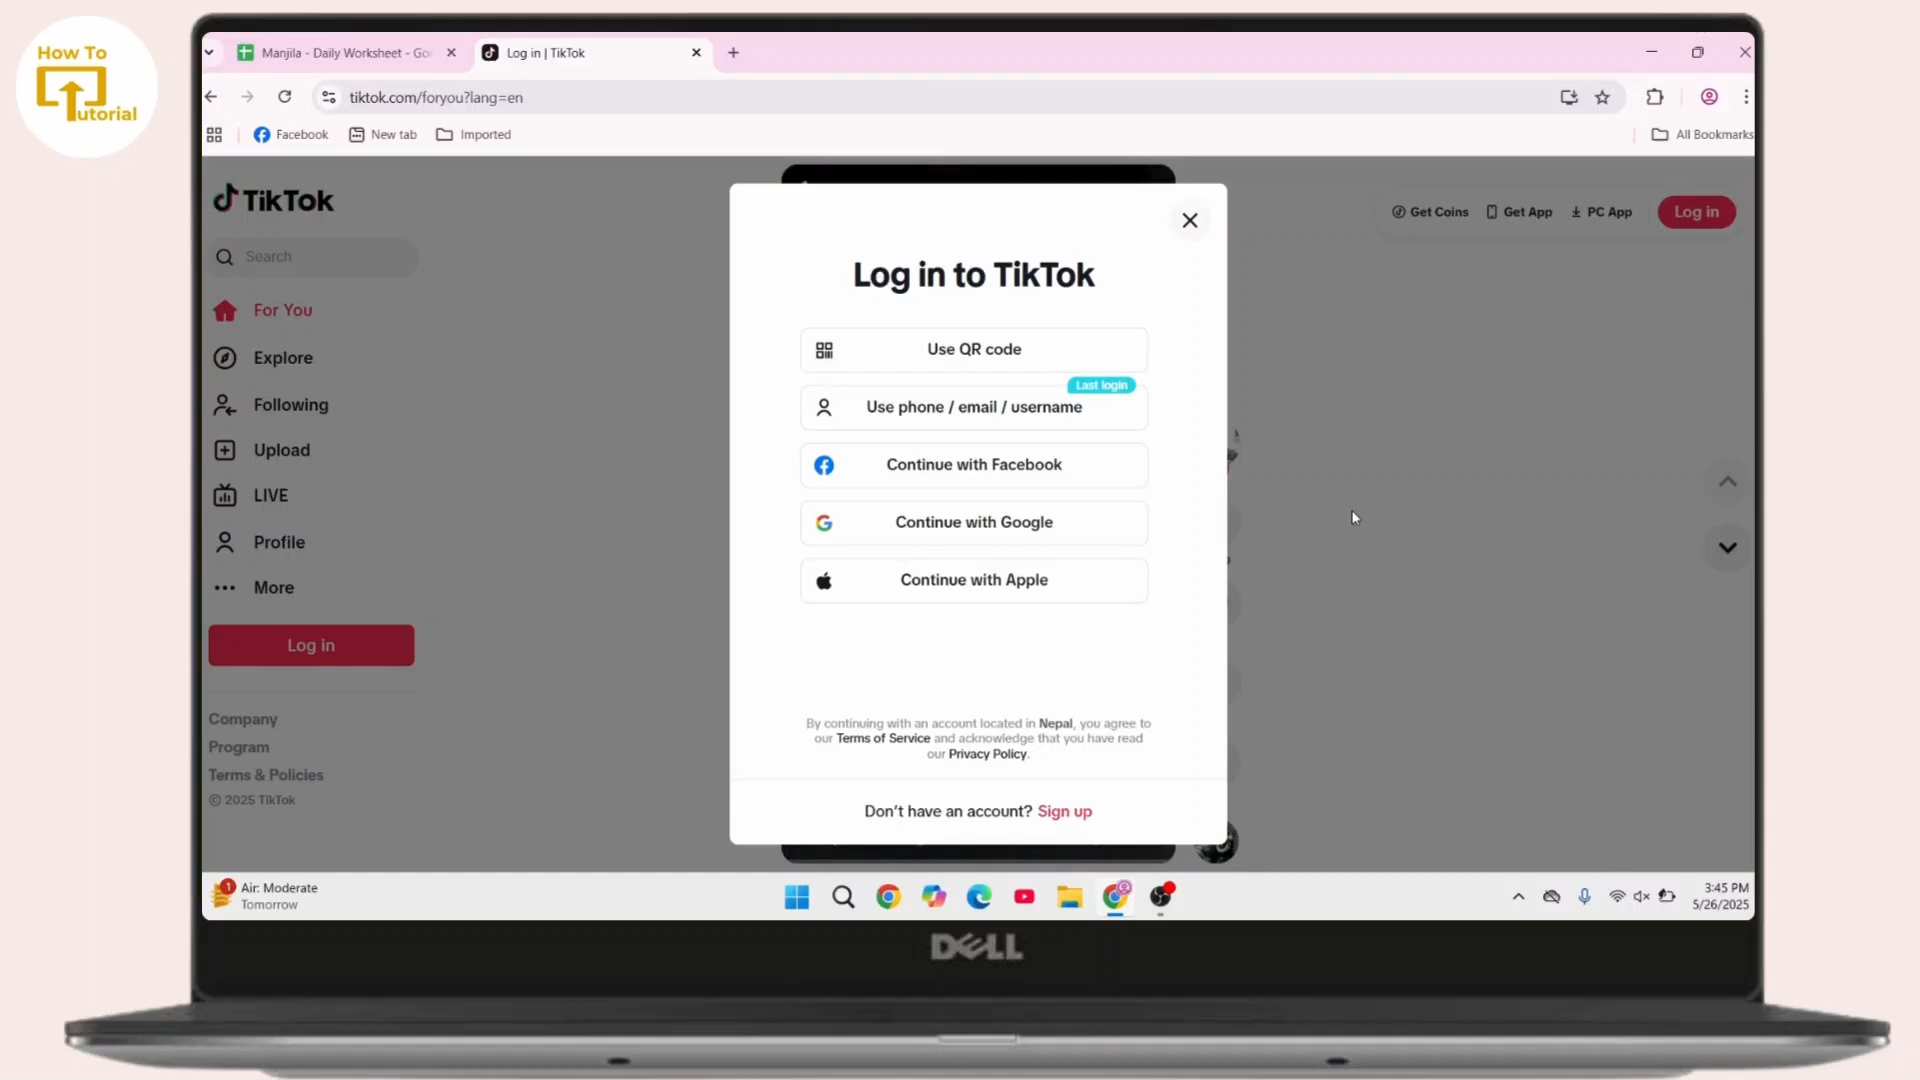 How To
Tutorial
Manjila - Daily Worksheet - Goo
Log in | TikTok
tiktok.com/foryou?lang=en
Facebook
New tab
Imported
All Bookmarks
TikTok
Get Coins
Get App
PC App
Log in
Search
For You
Explore
Following
Upload
LIVE
Profile
More
Log in
Company
Program
Terms & Policies
© 2025 TikTok
Log in to TikTok
Use QR code
Last login
Use phone / email / username
Continue with Facebook
Continue with Google
Continue with Apple
By continuing with an account located in Nepal, you agree to
our Terms of Service and acknowledge that you have read
our Privacy Policy.
Don't have an account? Sign up
1
Air: Moderate
Tomorrow
3:45 PM
5/26/2025
DELL